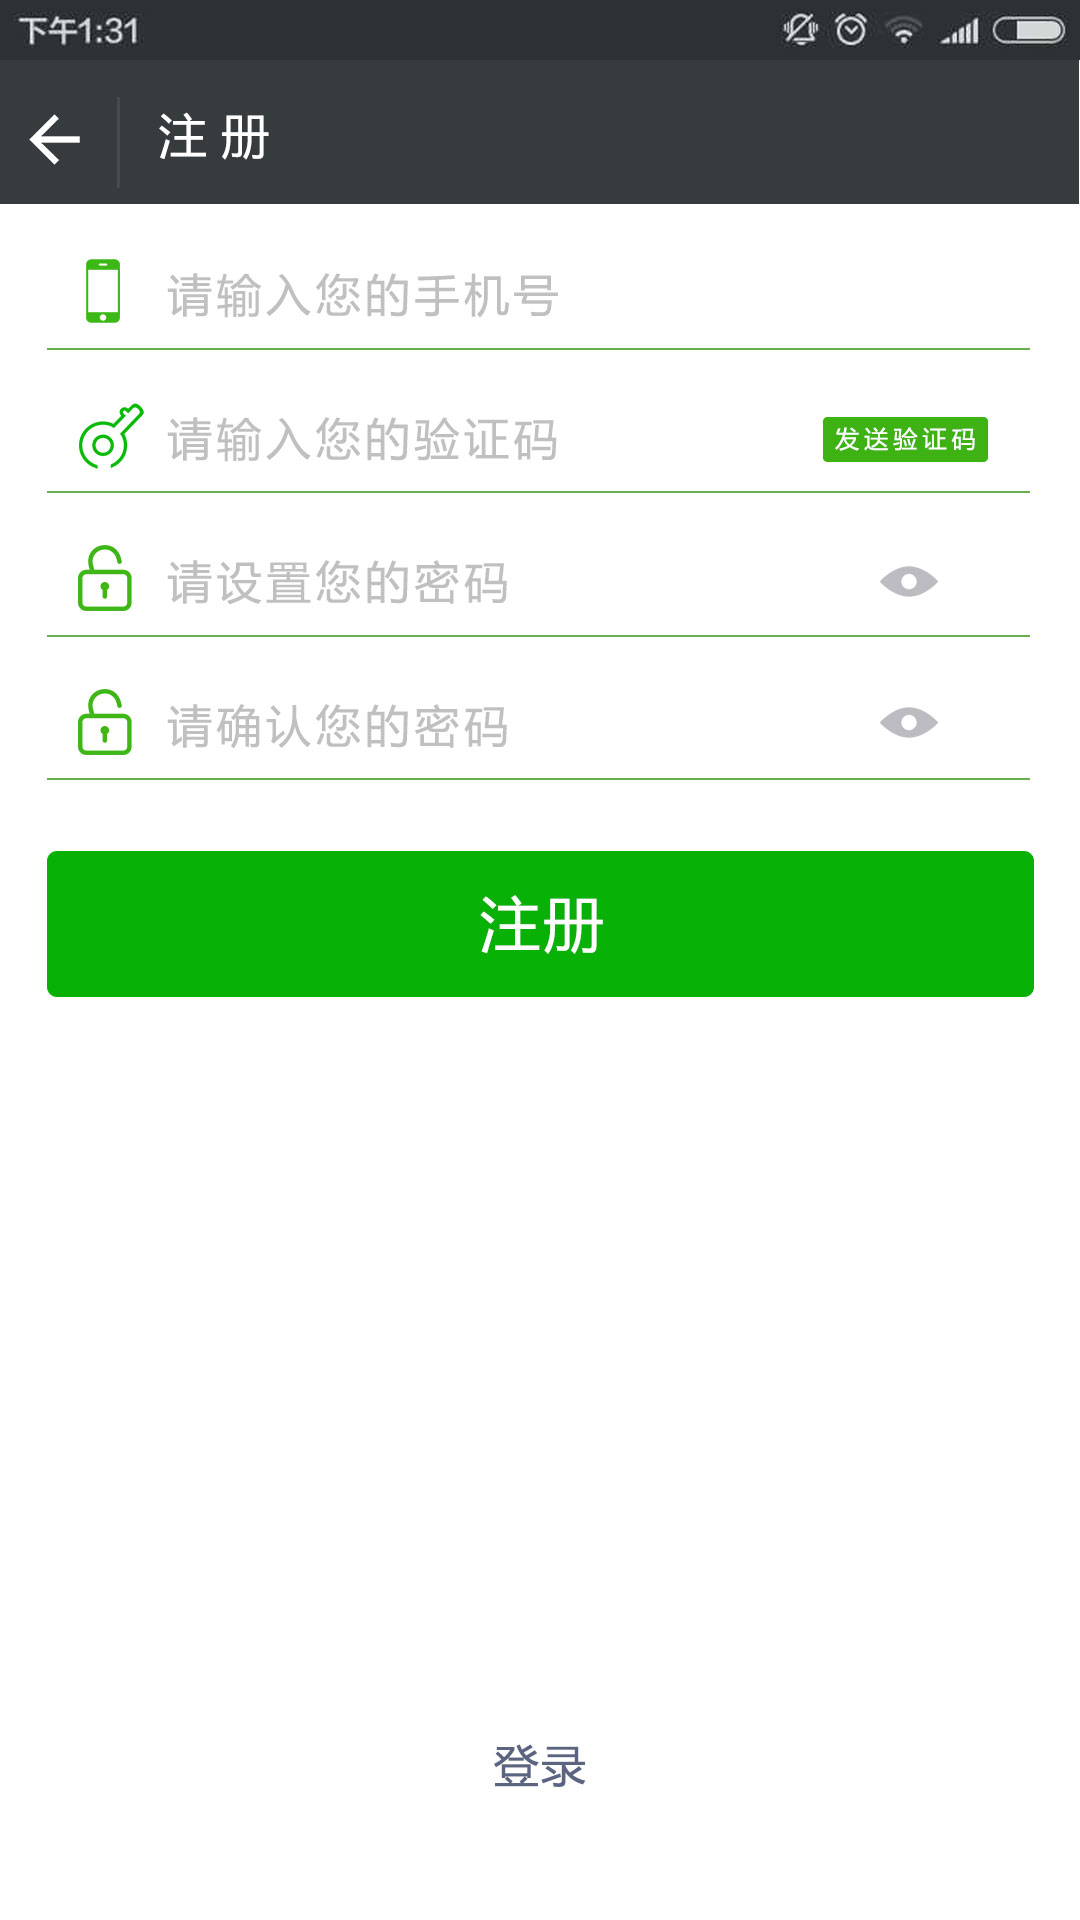 下午1:31
注 册
请输入您的手机号
请输入您的验证码
发送验证码
请设置您的密码
请确认您的密码
注册
登录